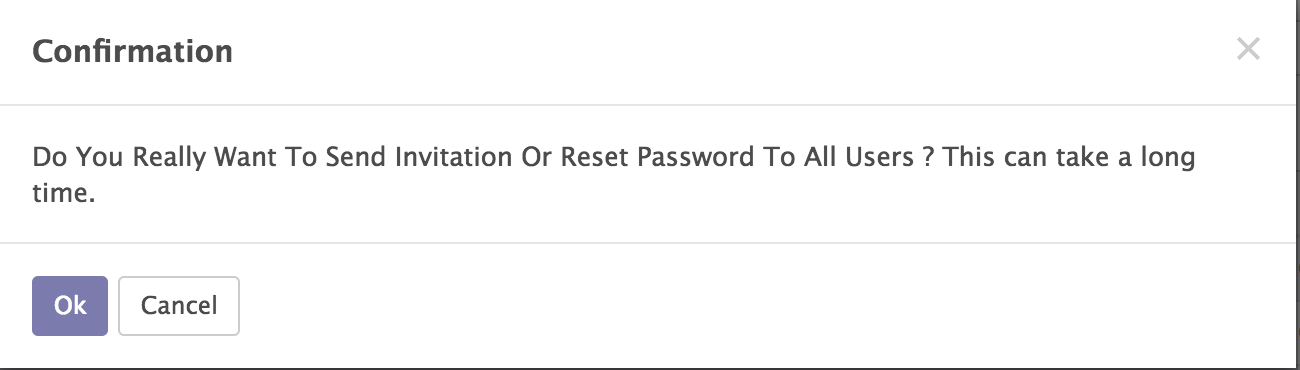 Confirmation
Do You Really Want To Send Invitation Or Reset Password To All Users ? This can take a long
time.
Ok
Cancel